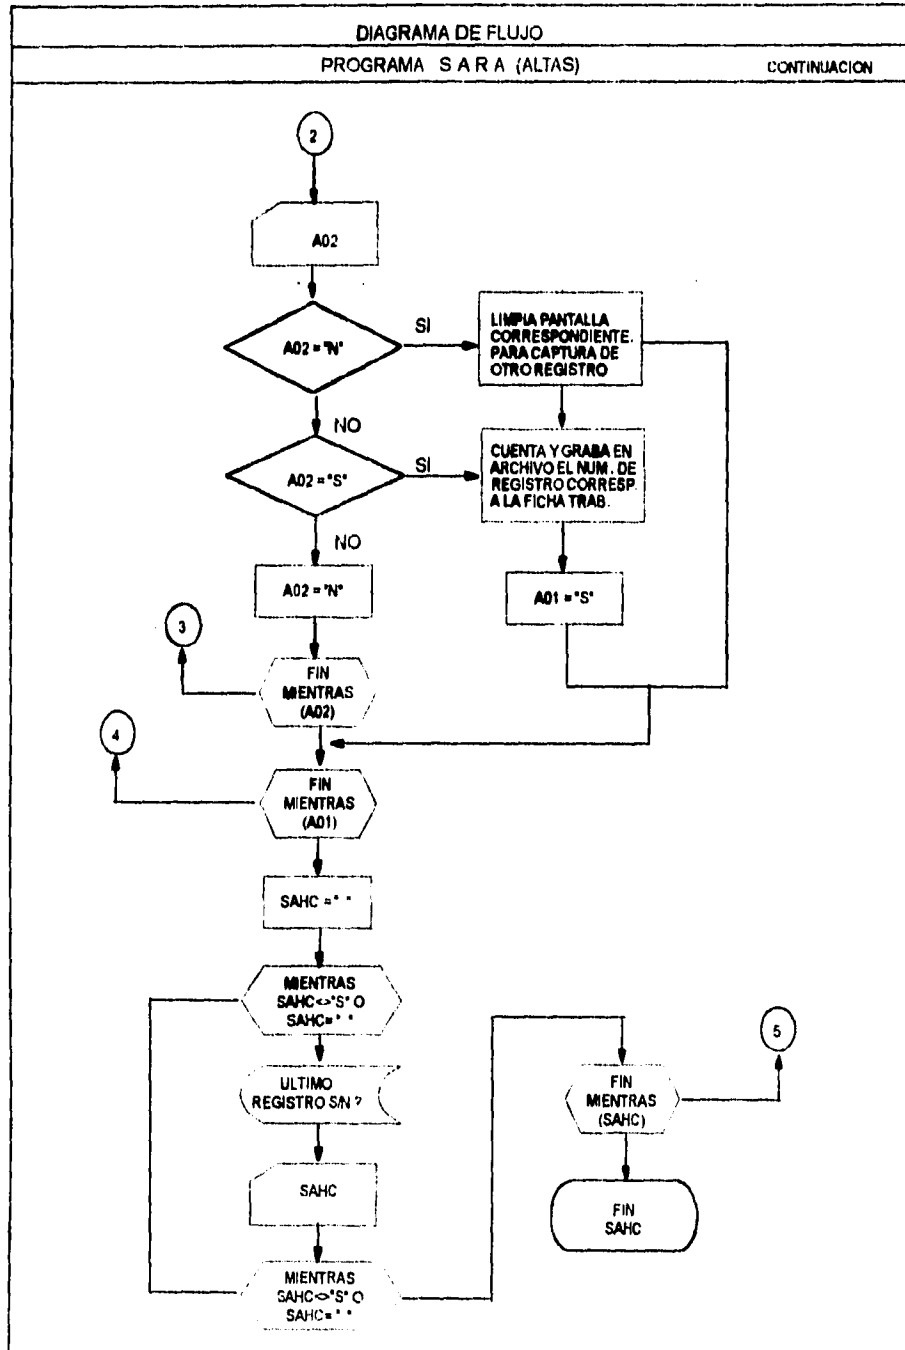 DIAGRAMA DE FLUJO
PROGRAMA S A R A (ALTAS)
CONTINUACION
2
A02
A02 = "N"
SI
LIMPIA PANTALLA
CORRESPONDIENTE.
PARA CAPTURA DE
OTRO REGISTRO
NO
A02 = "S"
SI
CUENTA Y GRABA EN
ARCHIVO EL NUM. DE
REGISTRO CORRESP.
A LA FICHA TRAB.
NO
A02 = "N"
A01 = "S"
3
FIN
MIENTRAS
(A02)
4
FIN
MIENTRAS
(A01)
SAHC = " "
MIENTRAS
SAHC<>"S" O
SAHC=" "
5
ULTIMO
REGISTRO S/N ?
FIN
MIENTRAS
(SAHC)
SAHC
FIN
SAHC
MIENTRAS
SAHC<>"S" O
SAHC=" "